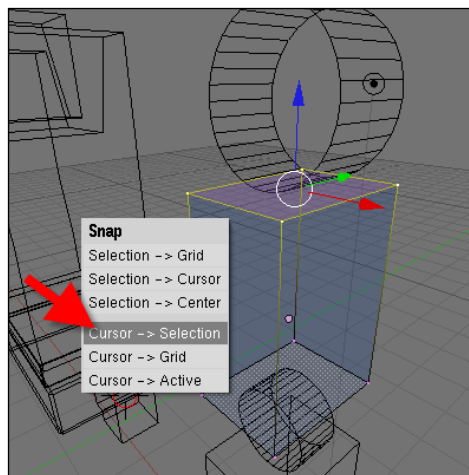 Snap
Selection -> Grid
Selection -> Cursor
Selection -> Center
Cursor -> Selection
Cursor -> Grid
Cursor -> Active